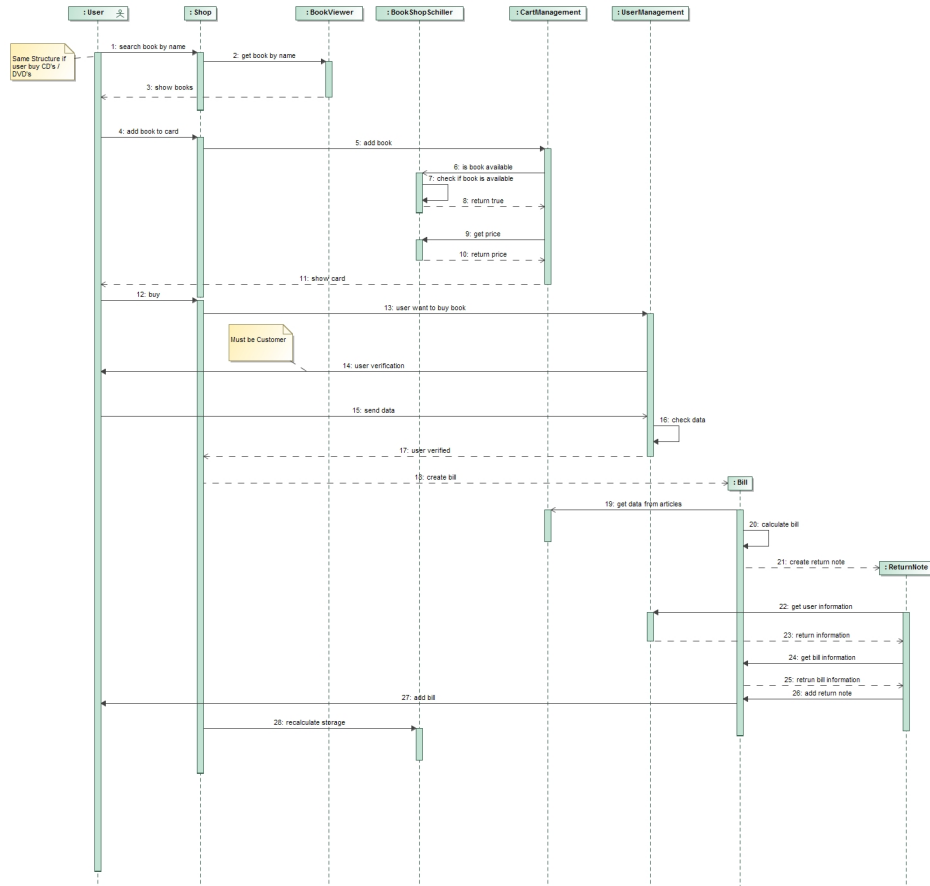 : User
: Shop
: BookViewer
: BookShopSchiller
: CartManagement
: UserManagement
Same Structure if
user buy CD's /
DVD's
1: search book by name
2: get book by name
3: show books
4: add book to card
5: add book
6: is book available
7: check if book is available
8: return true
9: get price
10: return price
11: show card
12: buy
13: user want to buy book
Must be Customer
14: user verification
15: send data
16: check data
17: user verified
18: create bill
: Bill
19: get data from articles
20: calculate bill
21: create return note
: ReturnNote
22: get user information
23: return information
24: get bill information
25: retrun bill information
26: add return note
27: add bill
28: recalculate storage